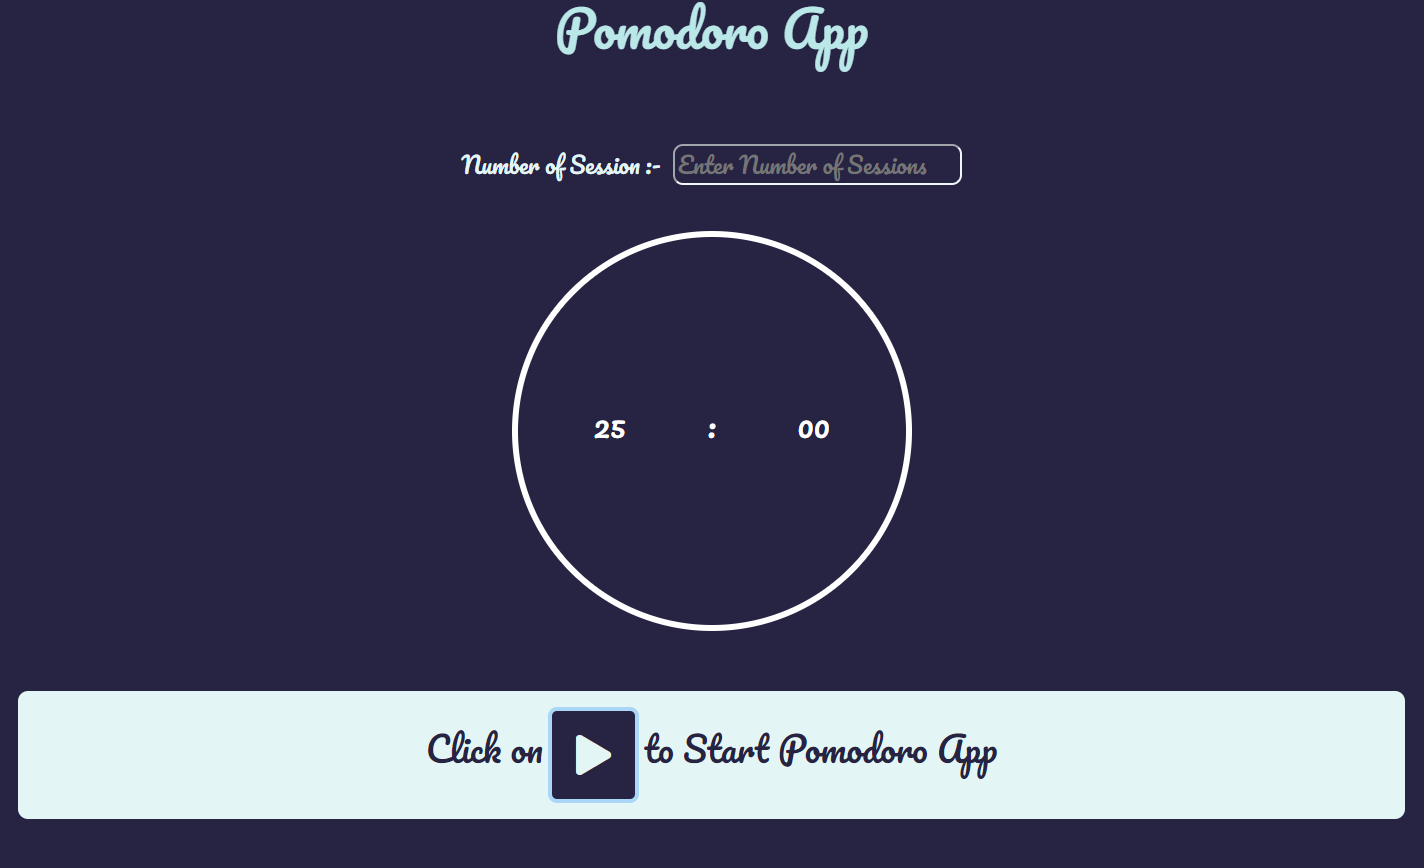 Pomodoro App
Number of Session :- Enter Number of Sessions
25 : 00
Click on to Start Pomodoro App